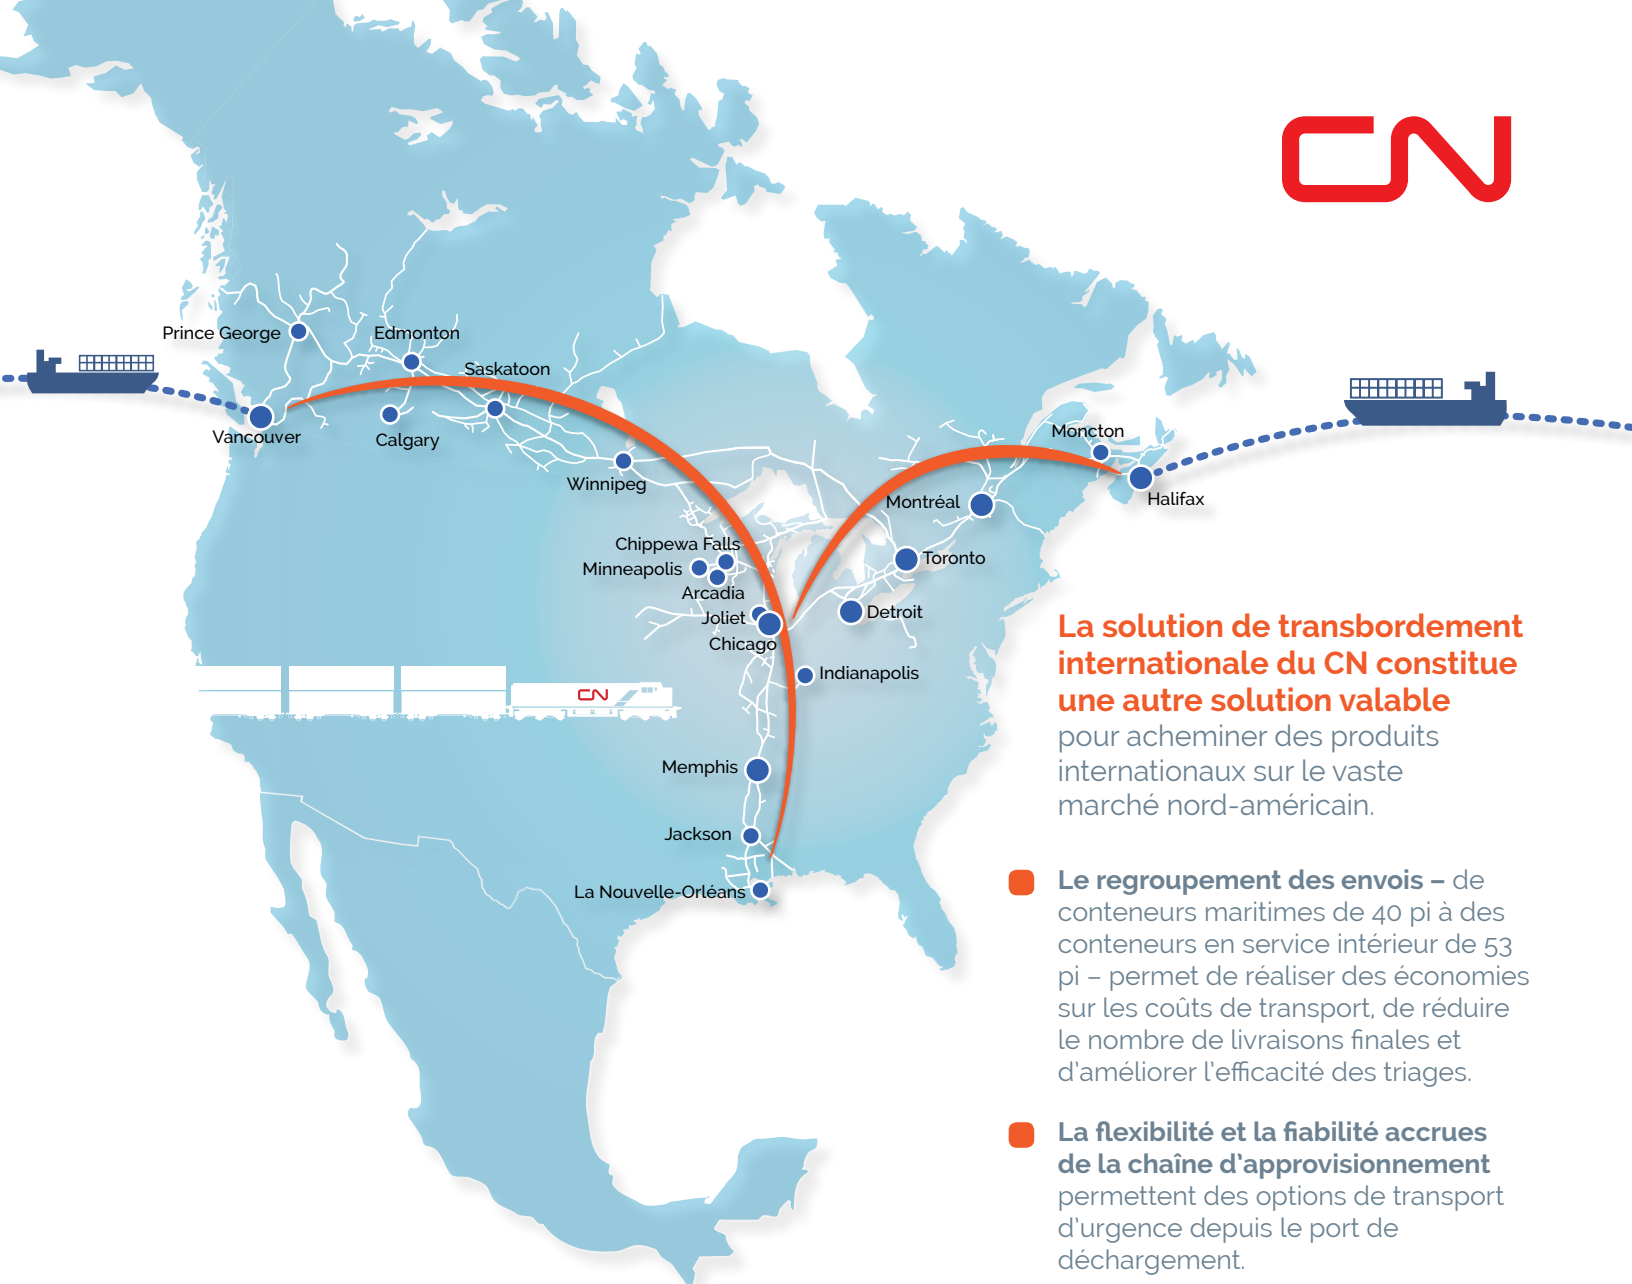 CN
Prince George
Edmonton
Saskatoon
Vancouver
Calgary
Winnipeg
Moncton
Halifax
Montréal
Toronto
Chippewa Falls
Minneapolis
Arcadia
Joliet
Chicago
Detroit
Indianapolis
CN
Memphis
Jackson
La Nouvelle-Orléans
La solution de transbordement
internationale du CN constitue
une autre solution valable
pour acheminer des produits
internationaux sur le vaste
marché nord-américain.
Le regroupement des envois – de
conteneurs maritimes de 40 pi à des
conteneurs en service intérieur de 53
pi – permet de réaliser des économies
sur les coûts de transport, de réduire
le nombre de livraisons finales et
d'améliorer l'efficacité des triages.
La flexibilité et la fiabilité accrues
de la chaîne d'approvisionnement
permettent des options de transport
d'urgence depuis le port de
déchargement.